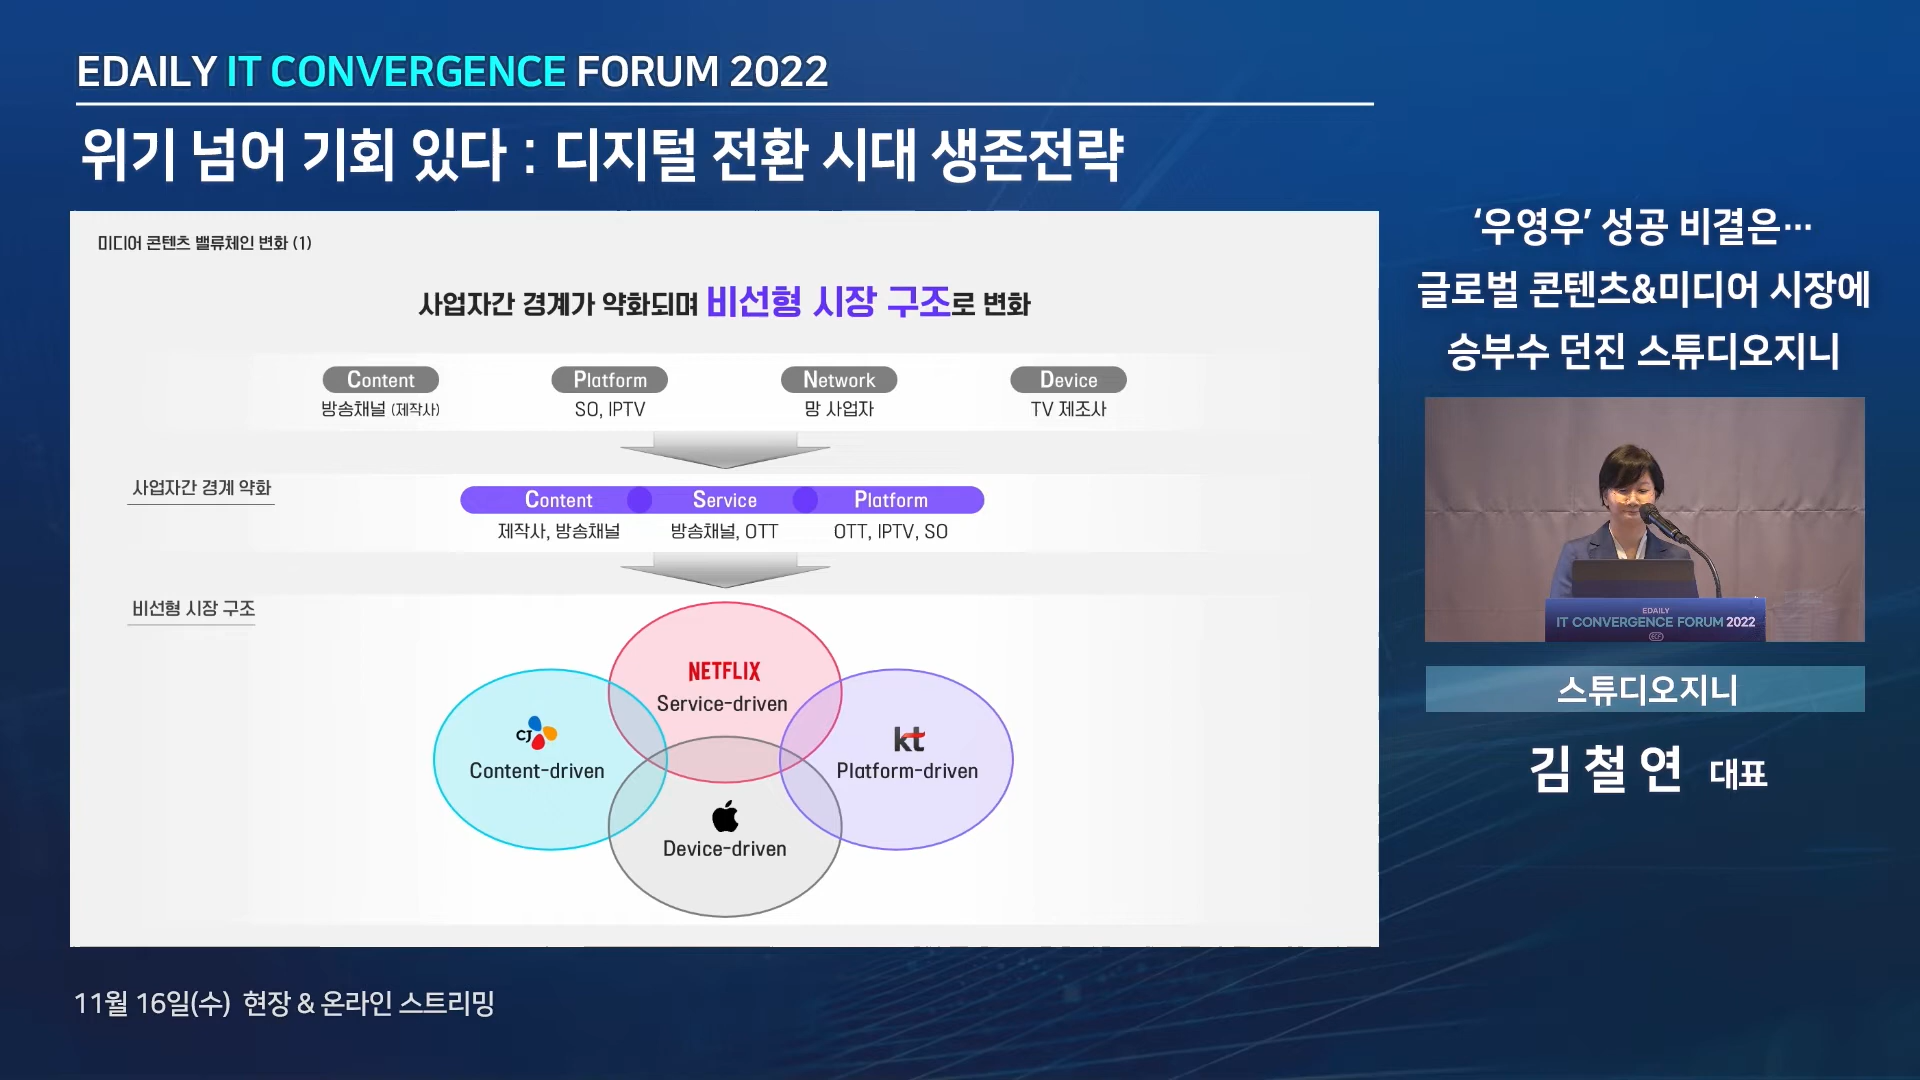 EDAILY IT CONVERGENCE FORUM 2022
위기 넘어 기회 있다 : 디지털 전환 시대 생존전략
미디어 콘텐츠 밸류체인 변화 (1)
사업자간 경계가 약화되며 비선형 시장 구조로 변화
Content Platform Network Device
방송채널 (제작사) SO, IPTV 망 사업자 TV 제조사
사업자간 경계 약화
Content Service Platform
제작사, 방송채널 방송채널, OTT OTT, IPTV, SO
비선형 시장 구조
NETFLIX
Service-driven
CJ
Content-driven
kt
Platform-driven
Device-driven
‘우영우’ 성공 비결은…
글로벌 콘텐츠&미디어 시장에
승부수 던진 스튜디오지니
EDAILY
IT CONVERGENCE FORUM 2022
스튜디오지니
김철연 대표
11월 16일(수) 현장 & 온라인 스트리밍